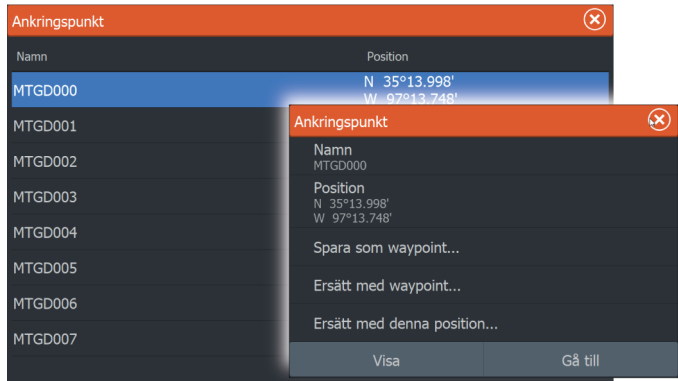 Ankringspunkt
Namn Position
MTGD000 N 35°13.998'
W 97°13.748'
MTGD001
MTGD002
MTGD003
MTGD004
MTGD005
MTGD006
MTGD007
Ankringspunkt
Namn
MTGD000
Position
N 35°13.998'
W 97°13.748'
Spara som waypoint...
Ersätt med waypoint...
Ersätt med denna position...
Visa Gå till